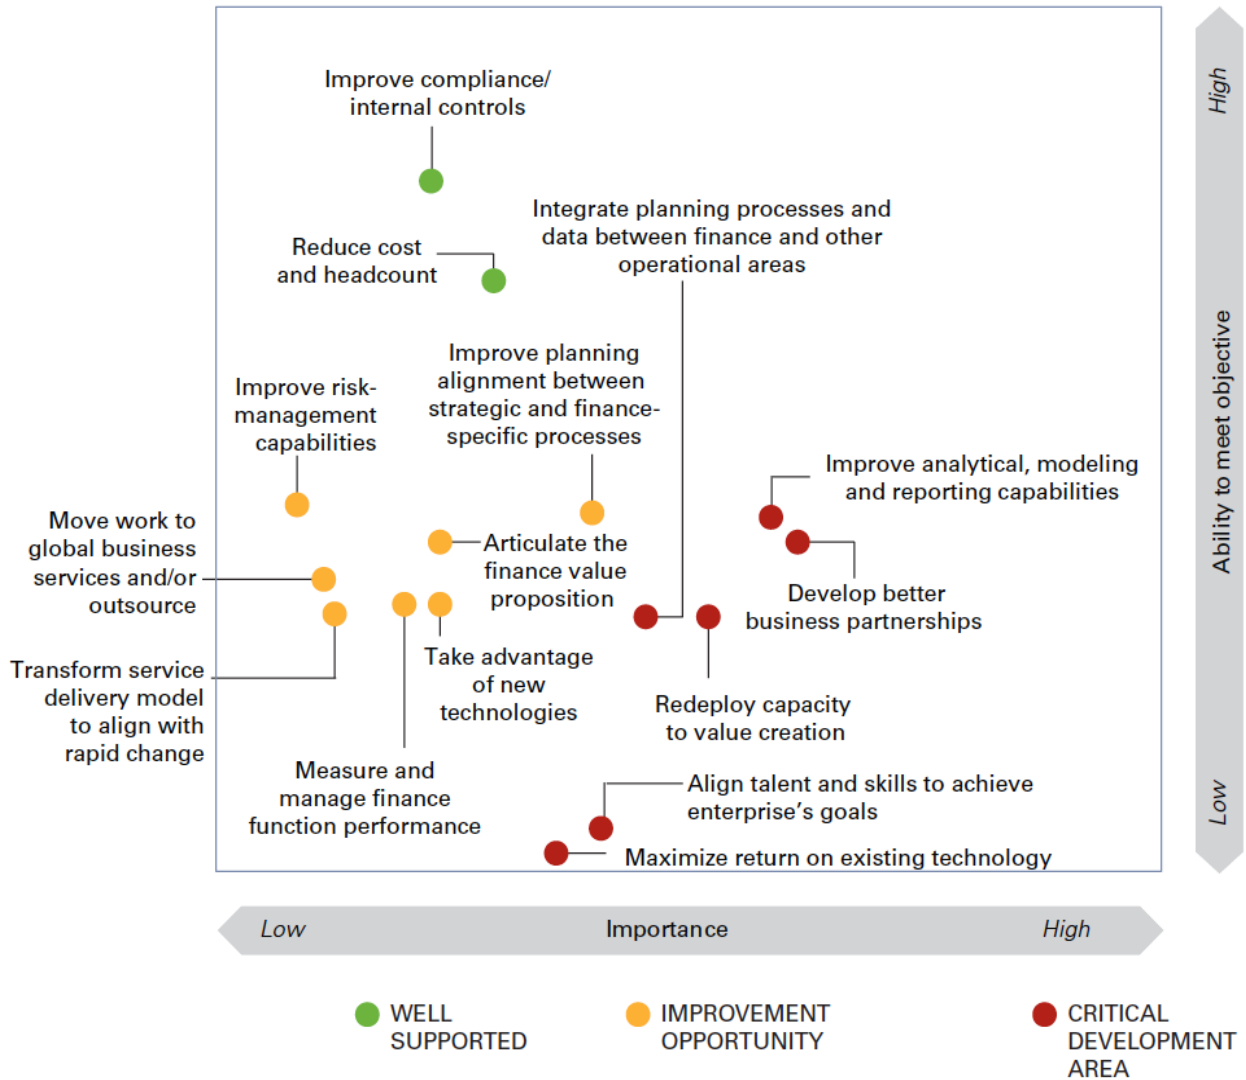 Improve compliance/
internal controls
High
Integrate planning processes and
data between finance and other
operational areas
Reduce cost
and headcount
Improve planning
alignment between
strategic and finance-
specific processes
Improve risk-
management
capabilities
Ability to meet objective
Improve analytical, modeling
and reporting capabilities
Move work to
global business
services and/or
outsource
Articulate the
finance value
proposition
Develop better
business partnerships
Transform service
delivery model
to align with
rapid change
Take advantage
of new
technologies
Redeploy capacity
to value creation
Measure and
manage finance
function performance
Align talent and skills to achieve
enterprise's goals
Low
Maximize return on existing technology
Low
Importance
High
WELL
SUPPORTED
IMPROVEMENT
OPPORTUNITY
CRITICAL
DEVELOPMENT
AREA